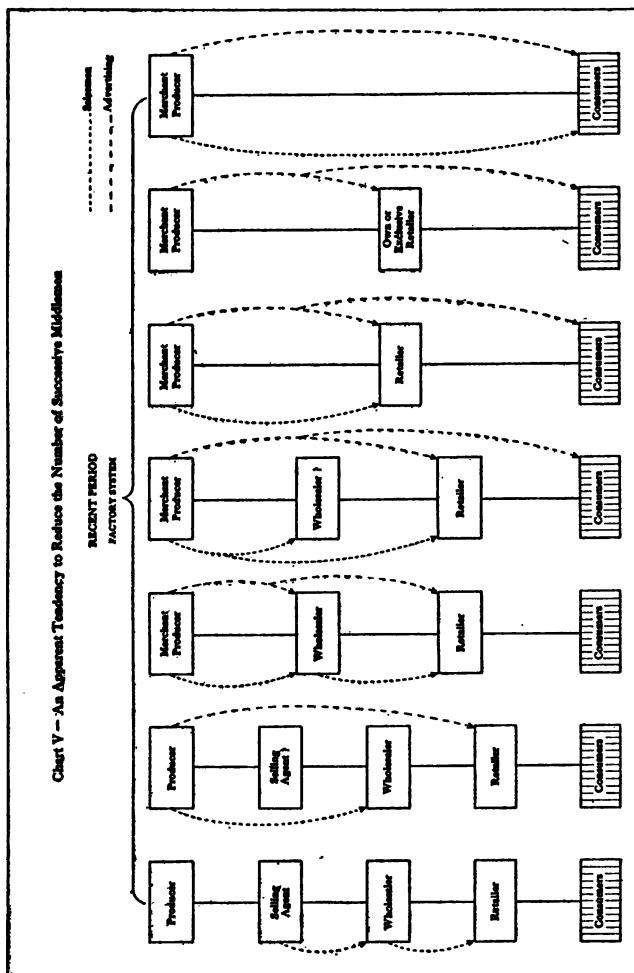 Chart V — An Apparent Tendency to Reduce the Number of Successive Middlemen
Salesmen
Advertising
RECENT PERIOD
FACTORY SYSTEM
Producer
Selling
Agent
Wholesaler
Retailer
Consumers
Producer
Selling
Agent ?
Wholesaler
Retailer
Consumers
Merchant
Producer
Wholesaler
Retailer
Consumers
Merchant
Producer
Wholesaler ?
Retailer
Consumers
Merchant
Producer
Retailer
Consumers
Merchant
Producer
Own or
Exclusive
Retailer
Consumers
Merchant
Producer
Consumers